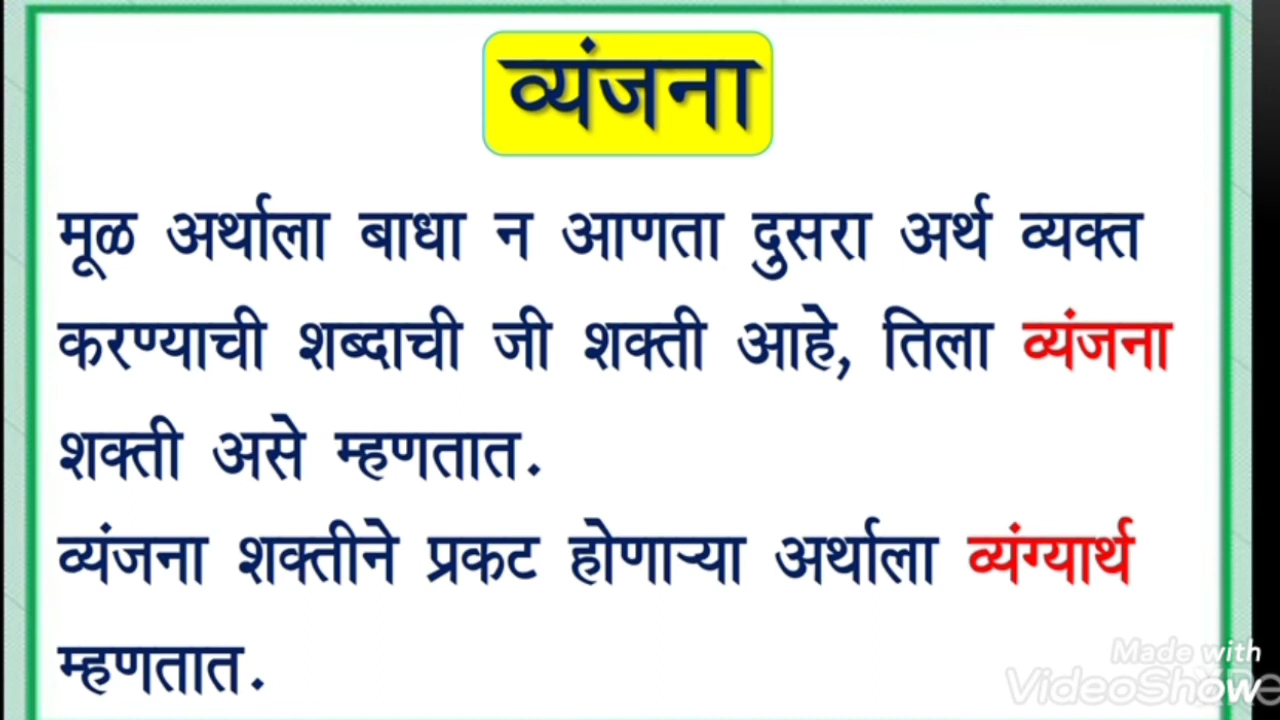 व्यंजना
मूळ अर्थाला बाधा न आणता दुसरा अर्थ व्यक्त
करण्याची शब्दाची जी शक्ती आहे, तिला व्यंजना
शक्ती असे म्हणतात.
व्यंजना शक्तीने प्रकट होणाऱ्या अर्थाला व्यंग्यार्थ
म्हणतात.
Made with
VideoShow